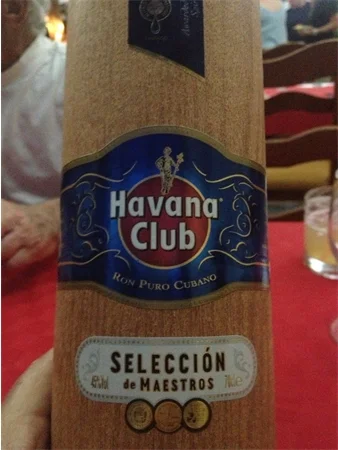 Havana
Club
RON PURO CUBANO
SELECCIÓN
de MAESTROS